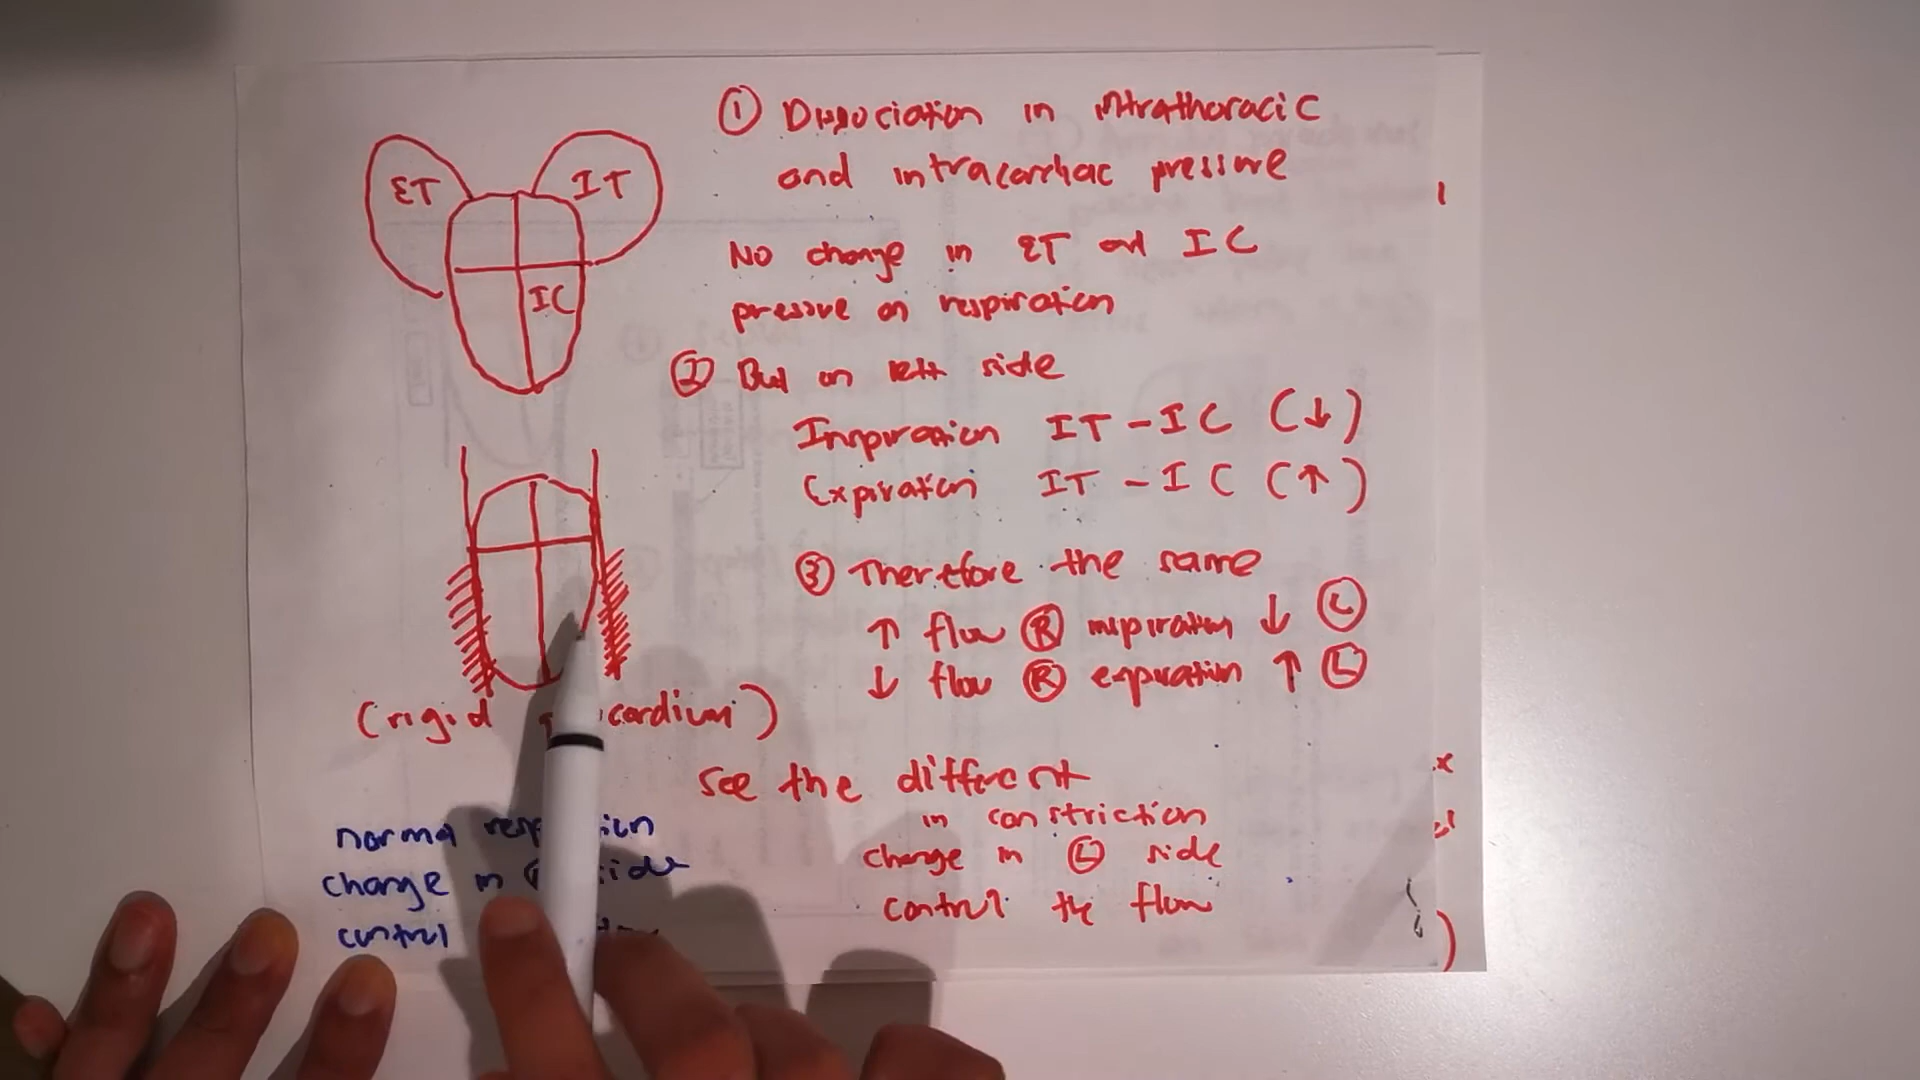 ① Dissociation in intrathoracic
and intracardiac pressure
ET
IT
IC
No change in ET and IC
pressure on respiration
② But on left side
Inspiration IT - IC (↓)
Expiration IT - IC (↑)
③ Therefore the same
↑ flow Ⓡ inspiration ↓ Ⓛ
↓ flow Ⓡ expiration ↑ Ⓛ
(rigid cardium)
see the different
in constriction
change in Ⓛ side
control the flow
normal
change in side
control